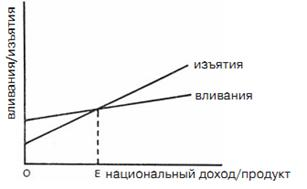 вливания/изъятия
изъятия
вливания
О
Е
национальный доход/продукт